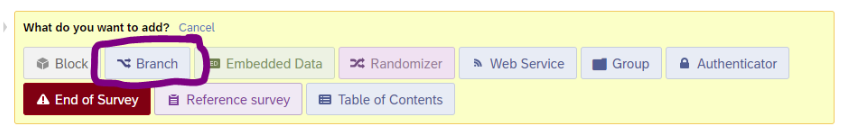 What do you want to add? Cancel
Block Branch Embedded Data Randomizer Web Service Group Authenticator
End of Survey Reference survey Table of Contents